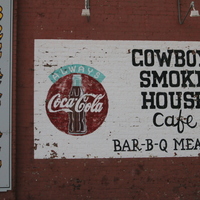 ALWAYS
Coca-Cola
COWBOY
SMOKE
HOUSE
Cafe
BAR-B-Q MEA